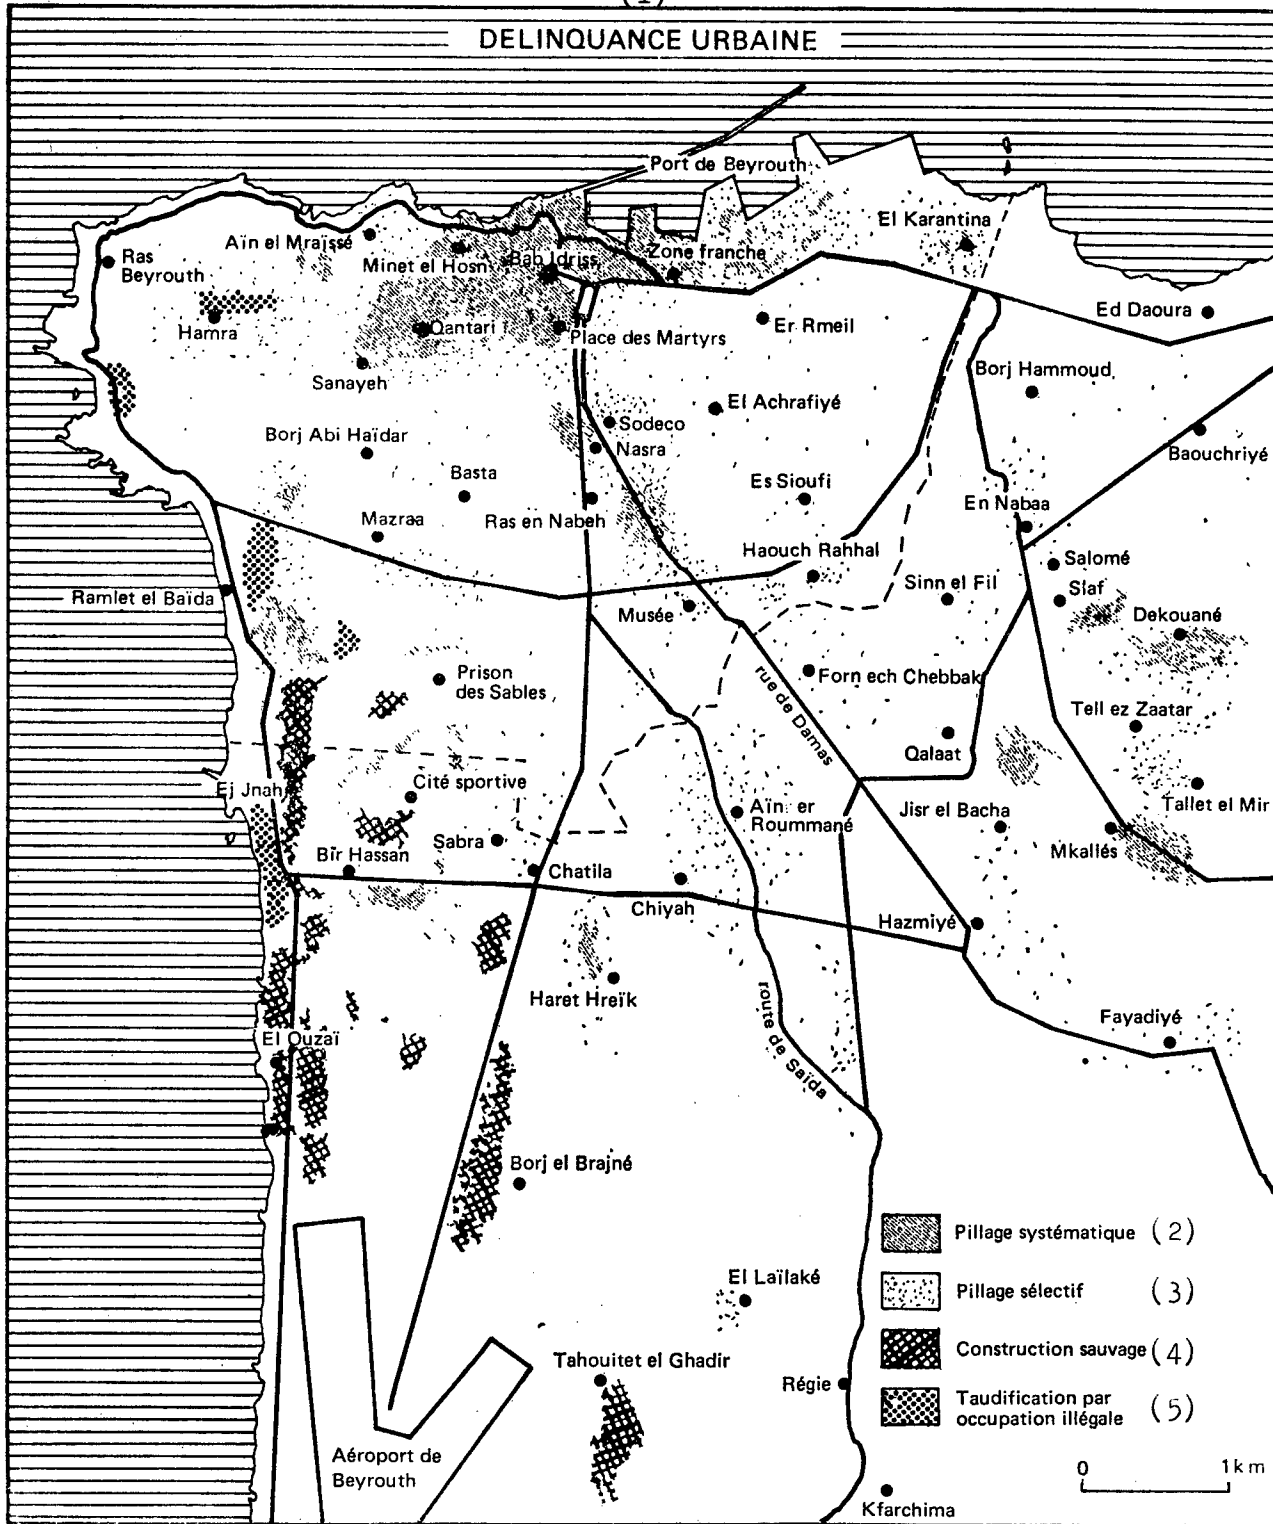 (1)
DELINQUANCE URBAINE
Port de Beyrouth
El Karantina
Aïn el Mraïssé
Ras
Beyrouth
Minet el Hosn
Bab Idriss
Zone franche
Ed Daoura
Hamra
Qantari
Place des Martyrs
Er Rmeil
Sanayeh
Borj Hammoud
El Achrafiyé
Sodeco
Borj Abi Haïdar
Nasra
Baouchriyé
Basta
Es Sioufi
En Nabaa
Mazraa
Ras en Nabeh
Haouch Rahhal
Salomé
Sinn el Fil
Slaf
Ramlet el Baïda
Musée
Dekouané
Prison
des Sables
rue de Damas
Forn ech Chebbak
Tell ez Zaatar
Qalaat
Ej Jnah
Cité sportive
Aïn er
Roummané
Jisr el Bacha
Tallet el Mir
Sabra
Mkallés
Bir Hassan
Chatila
Chiyah
Hazmiyé
Haret Hreïk
route de Saïda
Fayadiyé
El Ouzaï
Borj el Brajné
Pillage systématique (2)
El Laïlaké
Pillage sélectif (3)
Construction sauvage (4)
Tahouitet el Ghadir
Régie
Taudification par
occupation illégale (5)
Aéroport de
Beyrouth
0 1km
Kfarchima